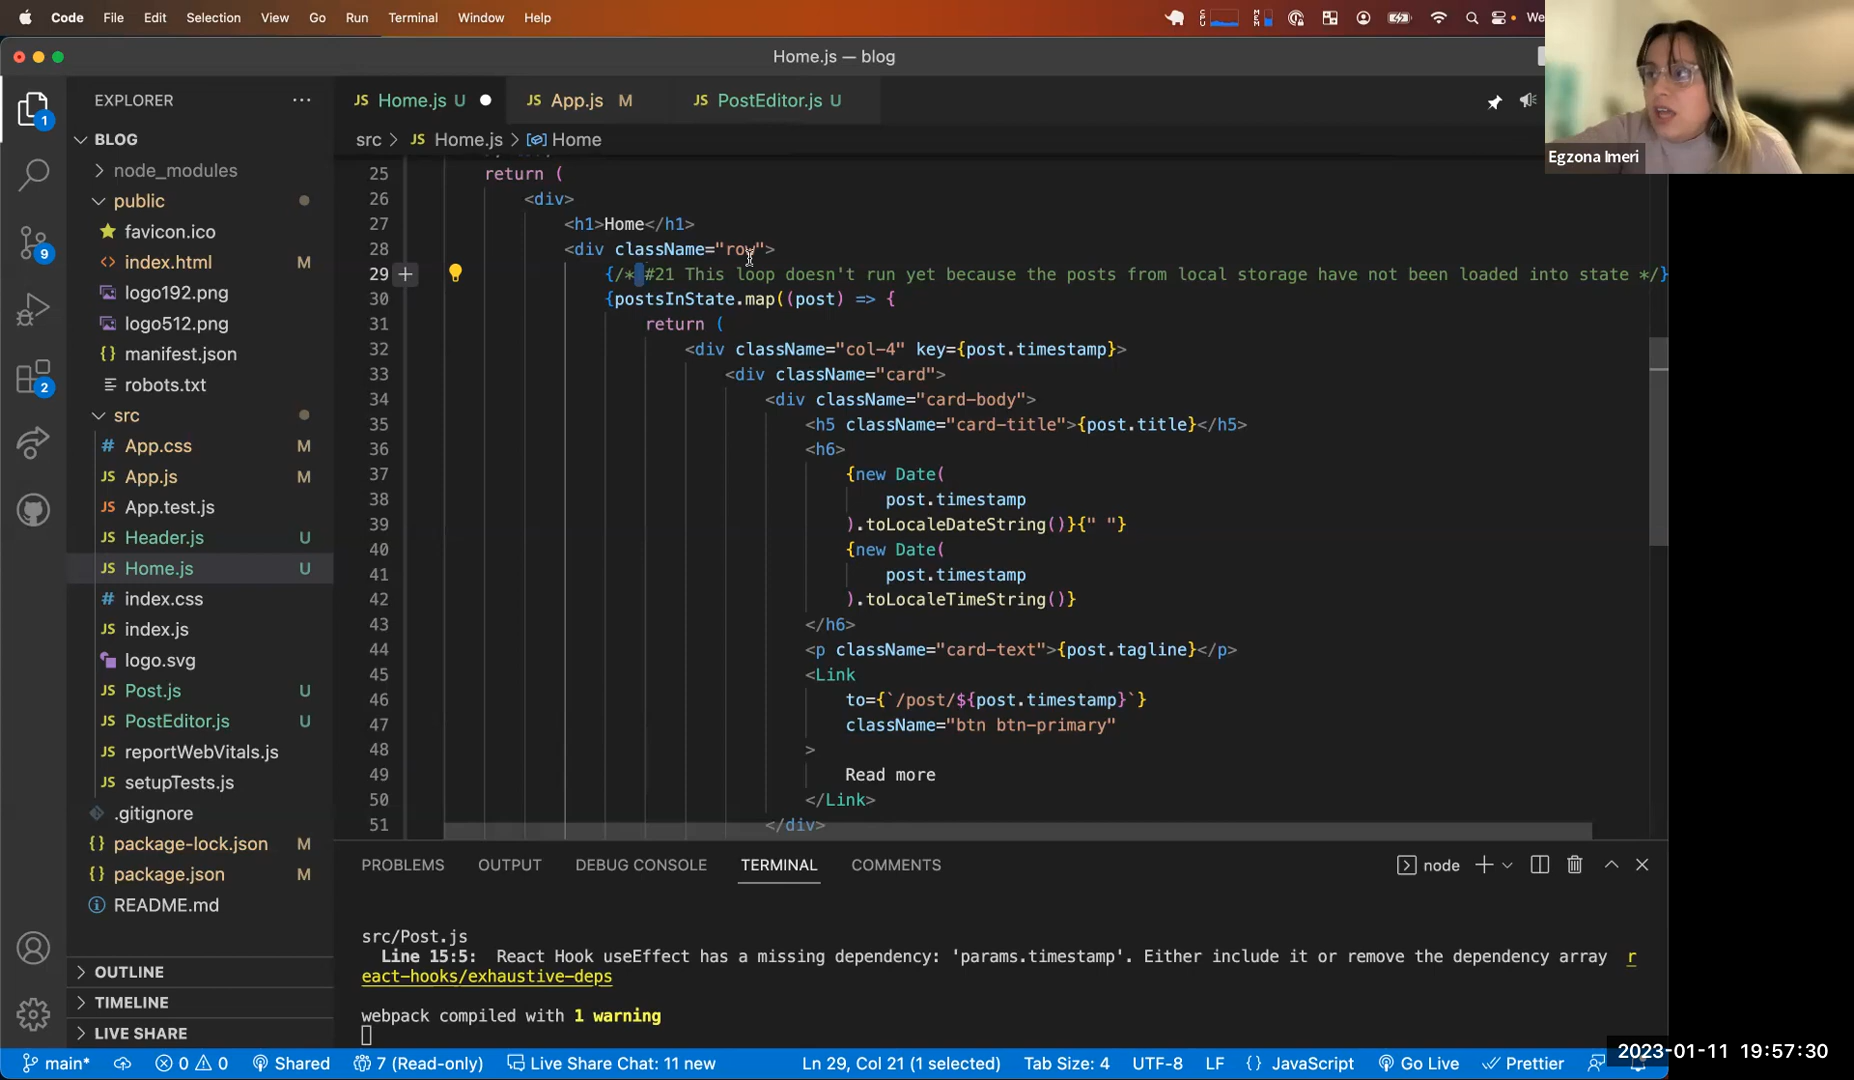 Code File Edit Selection View Go Run Terminal Window Help
Home.js — blog
Egzona Imeri
EXPLORER
BLOG
node_modules
public
favicon.ico
index.html
logo192.png
logo512.png
manifest.json
robots.txt
src
App.css M
App.js M
App.test.js
Header.js U
Home.js U
index.css
index.js
logo.svg
Post.js U
PostEditor.js U
reportWebVitals.js
setupTests.js
.gitignore
package-lock.json M
package.json M
README.md
OUTLINE
TIMELINE
LIVE SHARE
1
9
2
JS Home.js U JS App.js M JS PostEditor.js U
src > JS Home.js > Home
25 return (
26 <div>
27 <h1>Home</h1>
28 <div className="row">
29 {/* #21 This loop doesn't run yet because the posts from local storage have not been loaded into state */}
30 {postsInState.map((post) => {
31 return (
32 <div className="col-4" key={post.timestamp}>
33 <div className="card">
34 <div className="card-body">
35 <h5 className="card-title">{post.title}</h5>
36 <h6>
37 {new Date(
38 post.timestamp
39 ).toLocaleDateString()}{" "}
40 {new Date(
41 post.timestamp
42 ).toLocaleTimeString()}
43 </h6>
44 <p className="card-text">{post.tagline}</p>
45 <Link
46 to={`/post/${post.timestamp}`}
47 className="btn btn-primary"
48 >
49 Read more
50 </Link>
51 </div>
PROBLEMS OUTPUT DEBUG CONSOLE TERMINAL COMMENTS node
src/Post.js
Line 15:5: React Hook useEffect has a missing dependency: 'params.timestamp'. Either include it or remove the dependency array r
eact-hooks/exhaustive-deps
webpack compiled with 1 warning
main* 0 0 Shared 7 (Read-only) Live Share Chat: 11 new Ln 29, Col 21 (1 selected) Tab Size: 4 UTF-8 LF {} JavaScript Go Live Prettier
2023-01-11 19:57:30